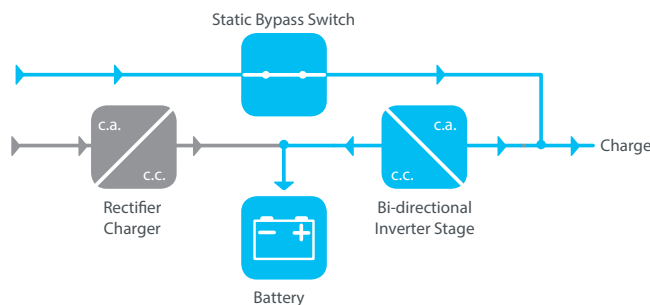 Static Bypass Switch
c.a.
c.c.
c.a.
c.c.
Charge
Rectifier
Charger
Bi-directional
Inverter Stage
Battery